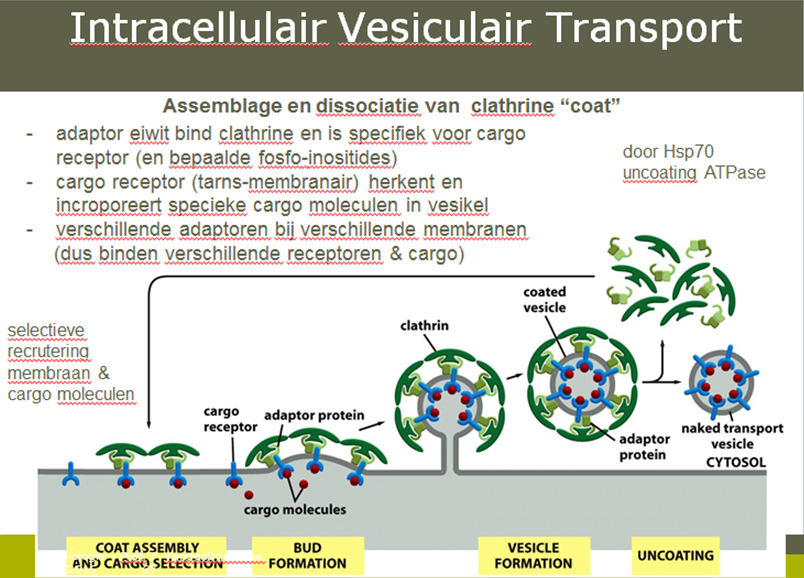 Intracellulair Vesiculair Transport
Assemblage en dissociatie van clathrine “coat”
- adaptor eiwit bind clathrine en is specifiek voor cargo
receptor (en bepaalde fosfo-inositides)
- cargo receptor (tarns-membranair) herkent en
incroporeert specieke cargo moleculen in vesikel
- verschillende adaptoren bij verschillende membranen
(dus binden verschillende receptoren & cargo)
door Hsp70
uncoating ATPase
selectieve
recrutering
membraan &
cargo moleculen
cargo
receptor
adaptor protein
clathrin
coated
vesicle
adaptor
protein
naked transport
vesicle
CYTOSOL
cargo molecules
COAT ASSEMBLY
AND CARGO SELECTION
BUD
FORMATION
VESICLE
FORMATION
UNCOATING